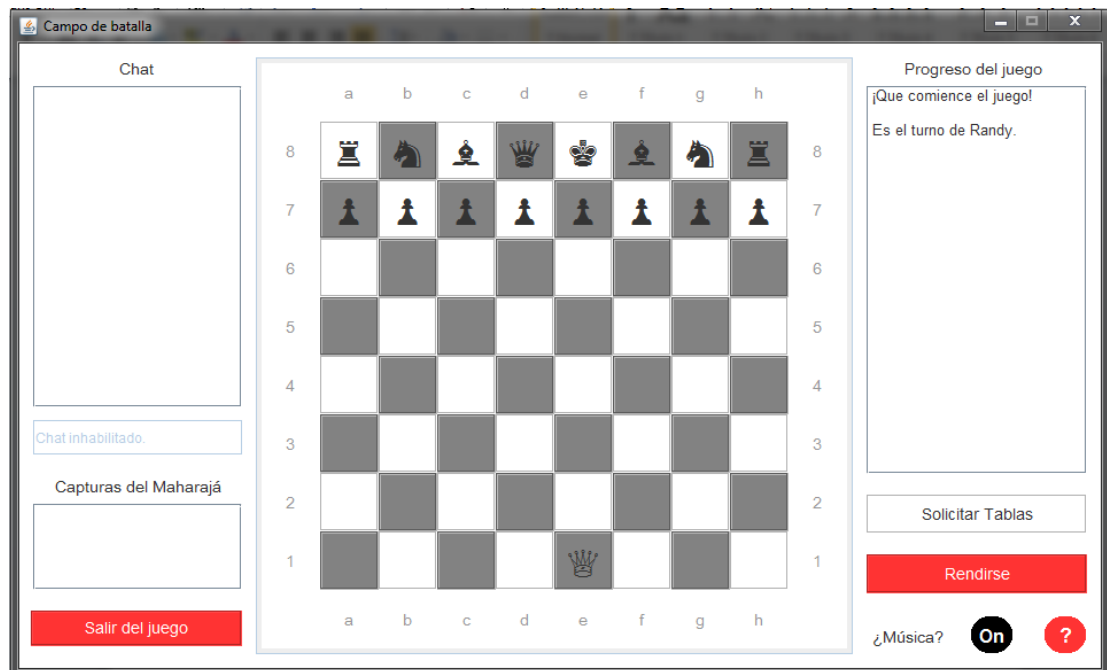 Campo de batalla
Chat
Progreso del juego
¡Que comience el juego!
Es el turno de Randy.
a b c d e f g h
8 8
7 7
6 6
5 5
4 4
3 3
2 2
1 1
a b c d e f g h
Chat inhabilitado.
Capturas del Maharajá
Salir del juego
Solicitar Tablas
Rendirse
¿Música? On ?